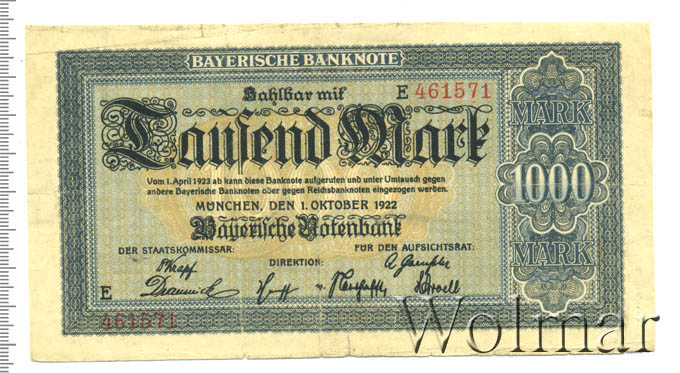 BAYERISCHE BANKNOTE
Zahlbar mit E 461571
Tausend Mark
MARK
1000
MARK
Vom 1. April 1923 ab kann diese Banknote aufgerufen und unter Umtausch gegen
andere Bayerische Banknoten oder gegen Reichsbanknoten eingezogen werden.
MÜNCHEN, DEN 1. OKTOBER 1922
Bayerische Notenbank
DER STAATSKOMMISSAR: DIREKTION: FÜR DEN AUFSICHTSRAT:
E
461571
Wolmar